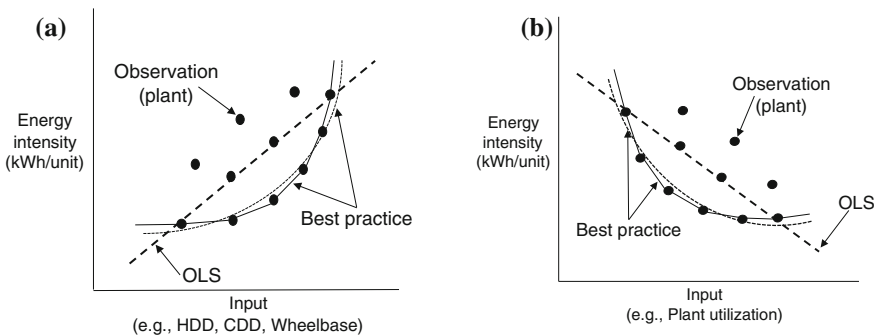 (a)
Observation
(plant)
Energy
intensity
(kWh/unit)
Best practice
OLS
Input
(e.g., HDD, CDD, Wheelbase)
(b)
Observation
(plant)
Energy
intensity
(kWh/unit)
OLS
Best practice
Input
(e.g., Plant utilization)